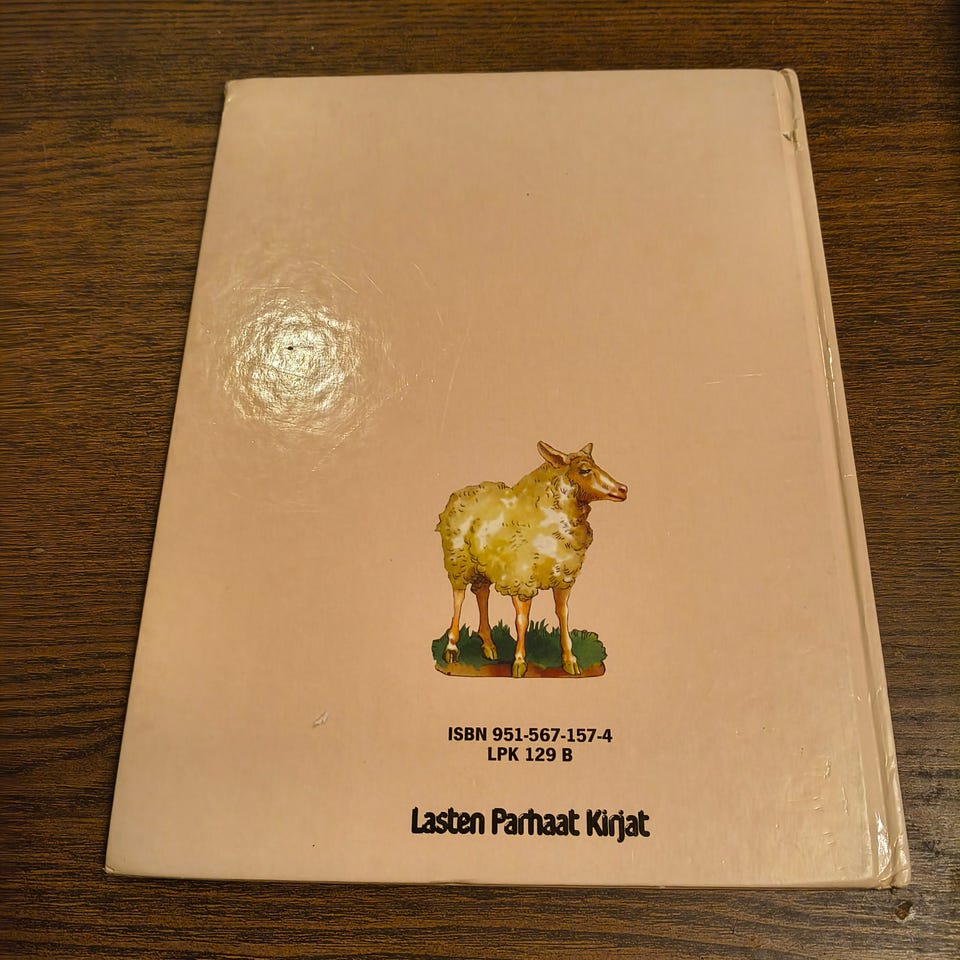 ISBN 951-567-157-4
LPK 129 B
Lasten Parhaat Kirjat